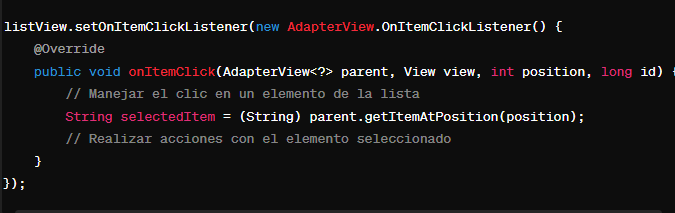 listView.setOnItemClickListener(new AdapterView.OnItemClickListener() {
@Override
public void onItemClick(AdapterView<?> parent, View view, int position, long id) {
// Manejar el clic en un elemento de la lista
String selectedItem = (String) parent.getItemAtPosition(position);
// Realizar acciones con el elemento seleccionado
}
});